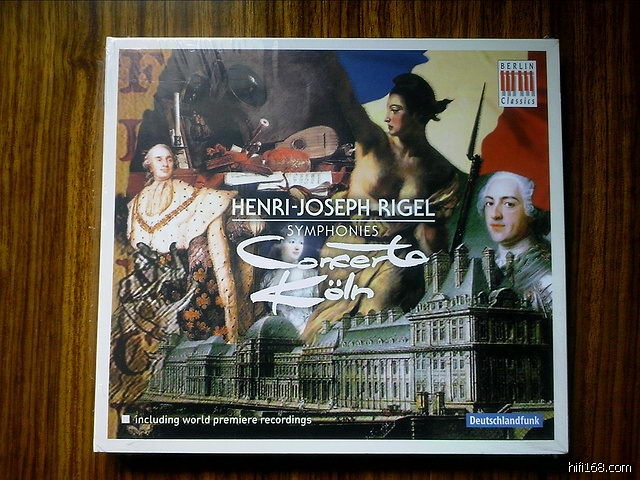 BERLIN
Classics
HENRI-JOSEPH RIGEL
SYMPHONIES
Concerto
Köln
including world premiere recordings
Deutschlandfunk
hifi168.com